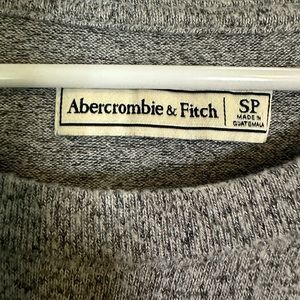 Abercrombie & Fitch
SP
MADE IN
GUATEMALA